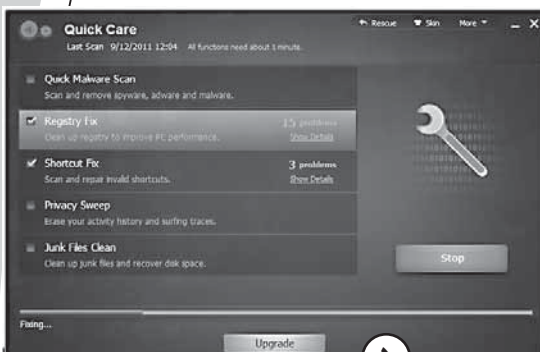 Quick Care
Rescue Skin More
Last Scan 9/12/2011 12:04 All functions need about 1 minute.
Quick Malware Scan
Scan and remove spyware, adware and malware.
Registry Fix 15 problems
Clean up registry to improve PC performance. Show Details
Shortcut Fix 3 problems
Scan and repair invalid shortcuts. Show Details
Privacy Sweep
Erase your activity history and surfing traces.
Junk Files Clean
Clean up junk files and recover disk space.
Stop
Fixing...
Upgrade